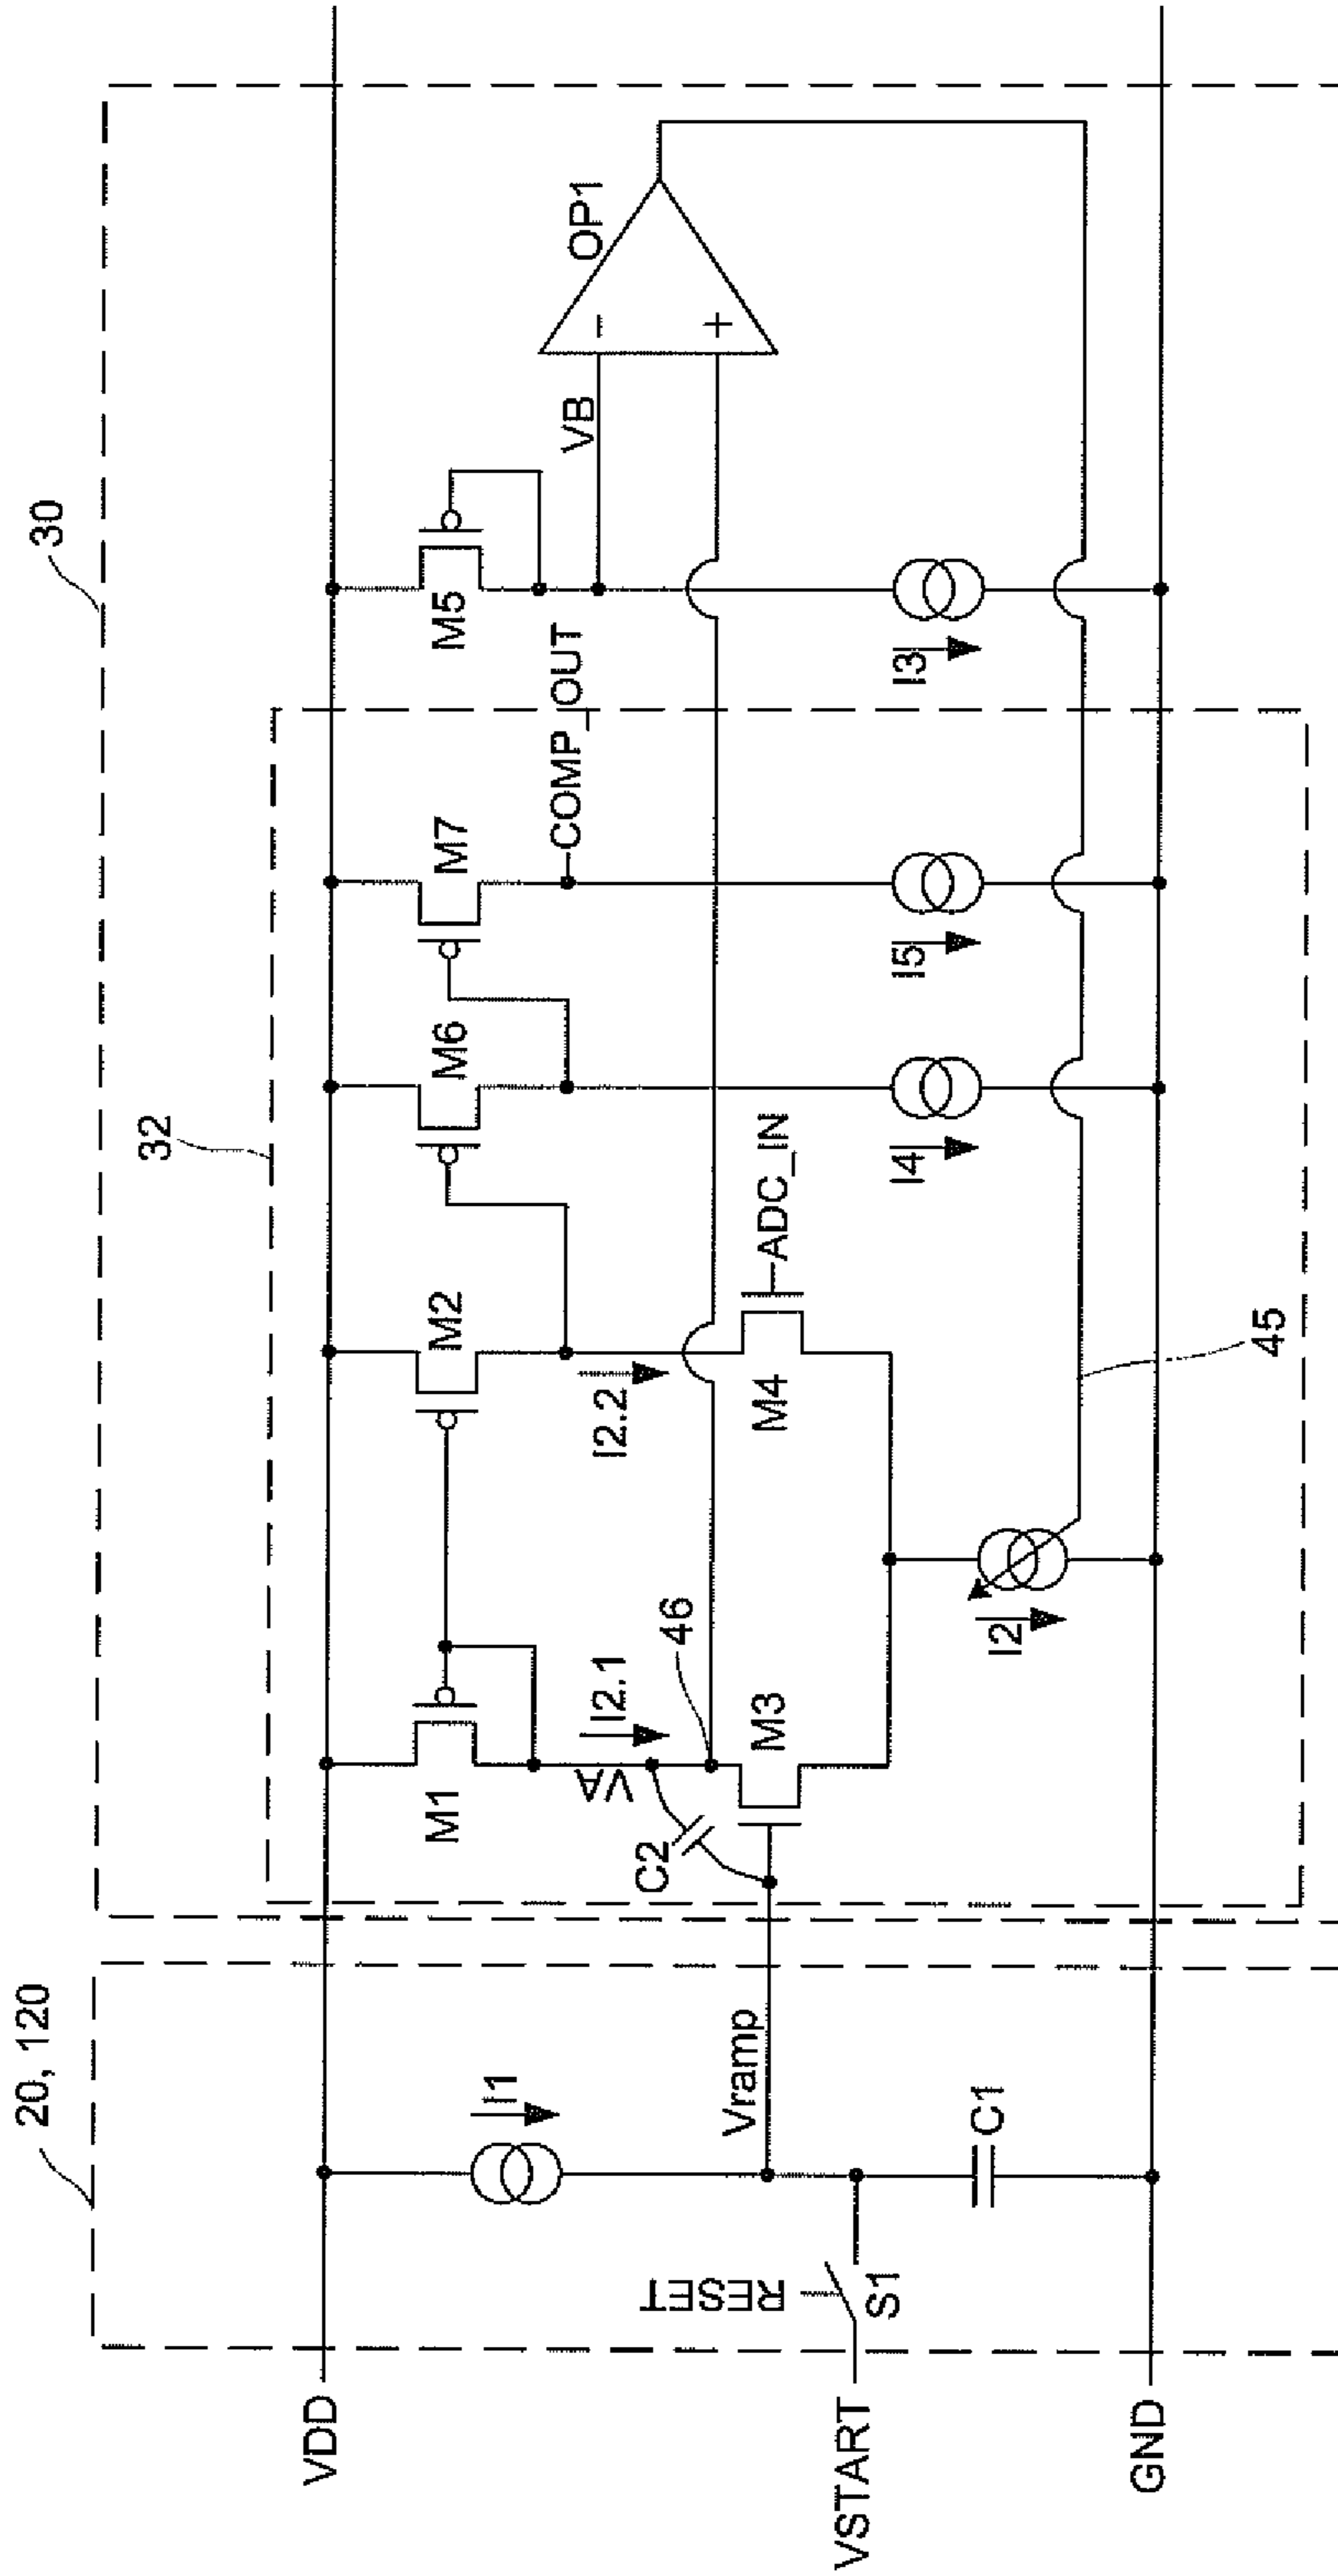 20, 120
30
32
VDD
VSTART
GND
RESET
S1
I1
Vramp
C1
M1
VA
I2.1
C2
46
M3
M2
I2.2
M4
ADC_IN
I2
45
M6
I4
M7
COMP_OUT
I5
M5
VB
I3
OP1
−
+